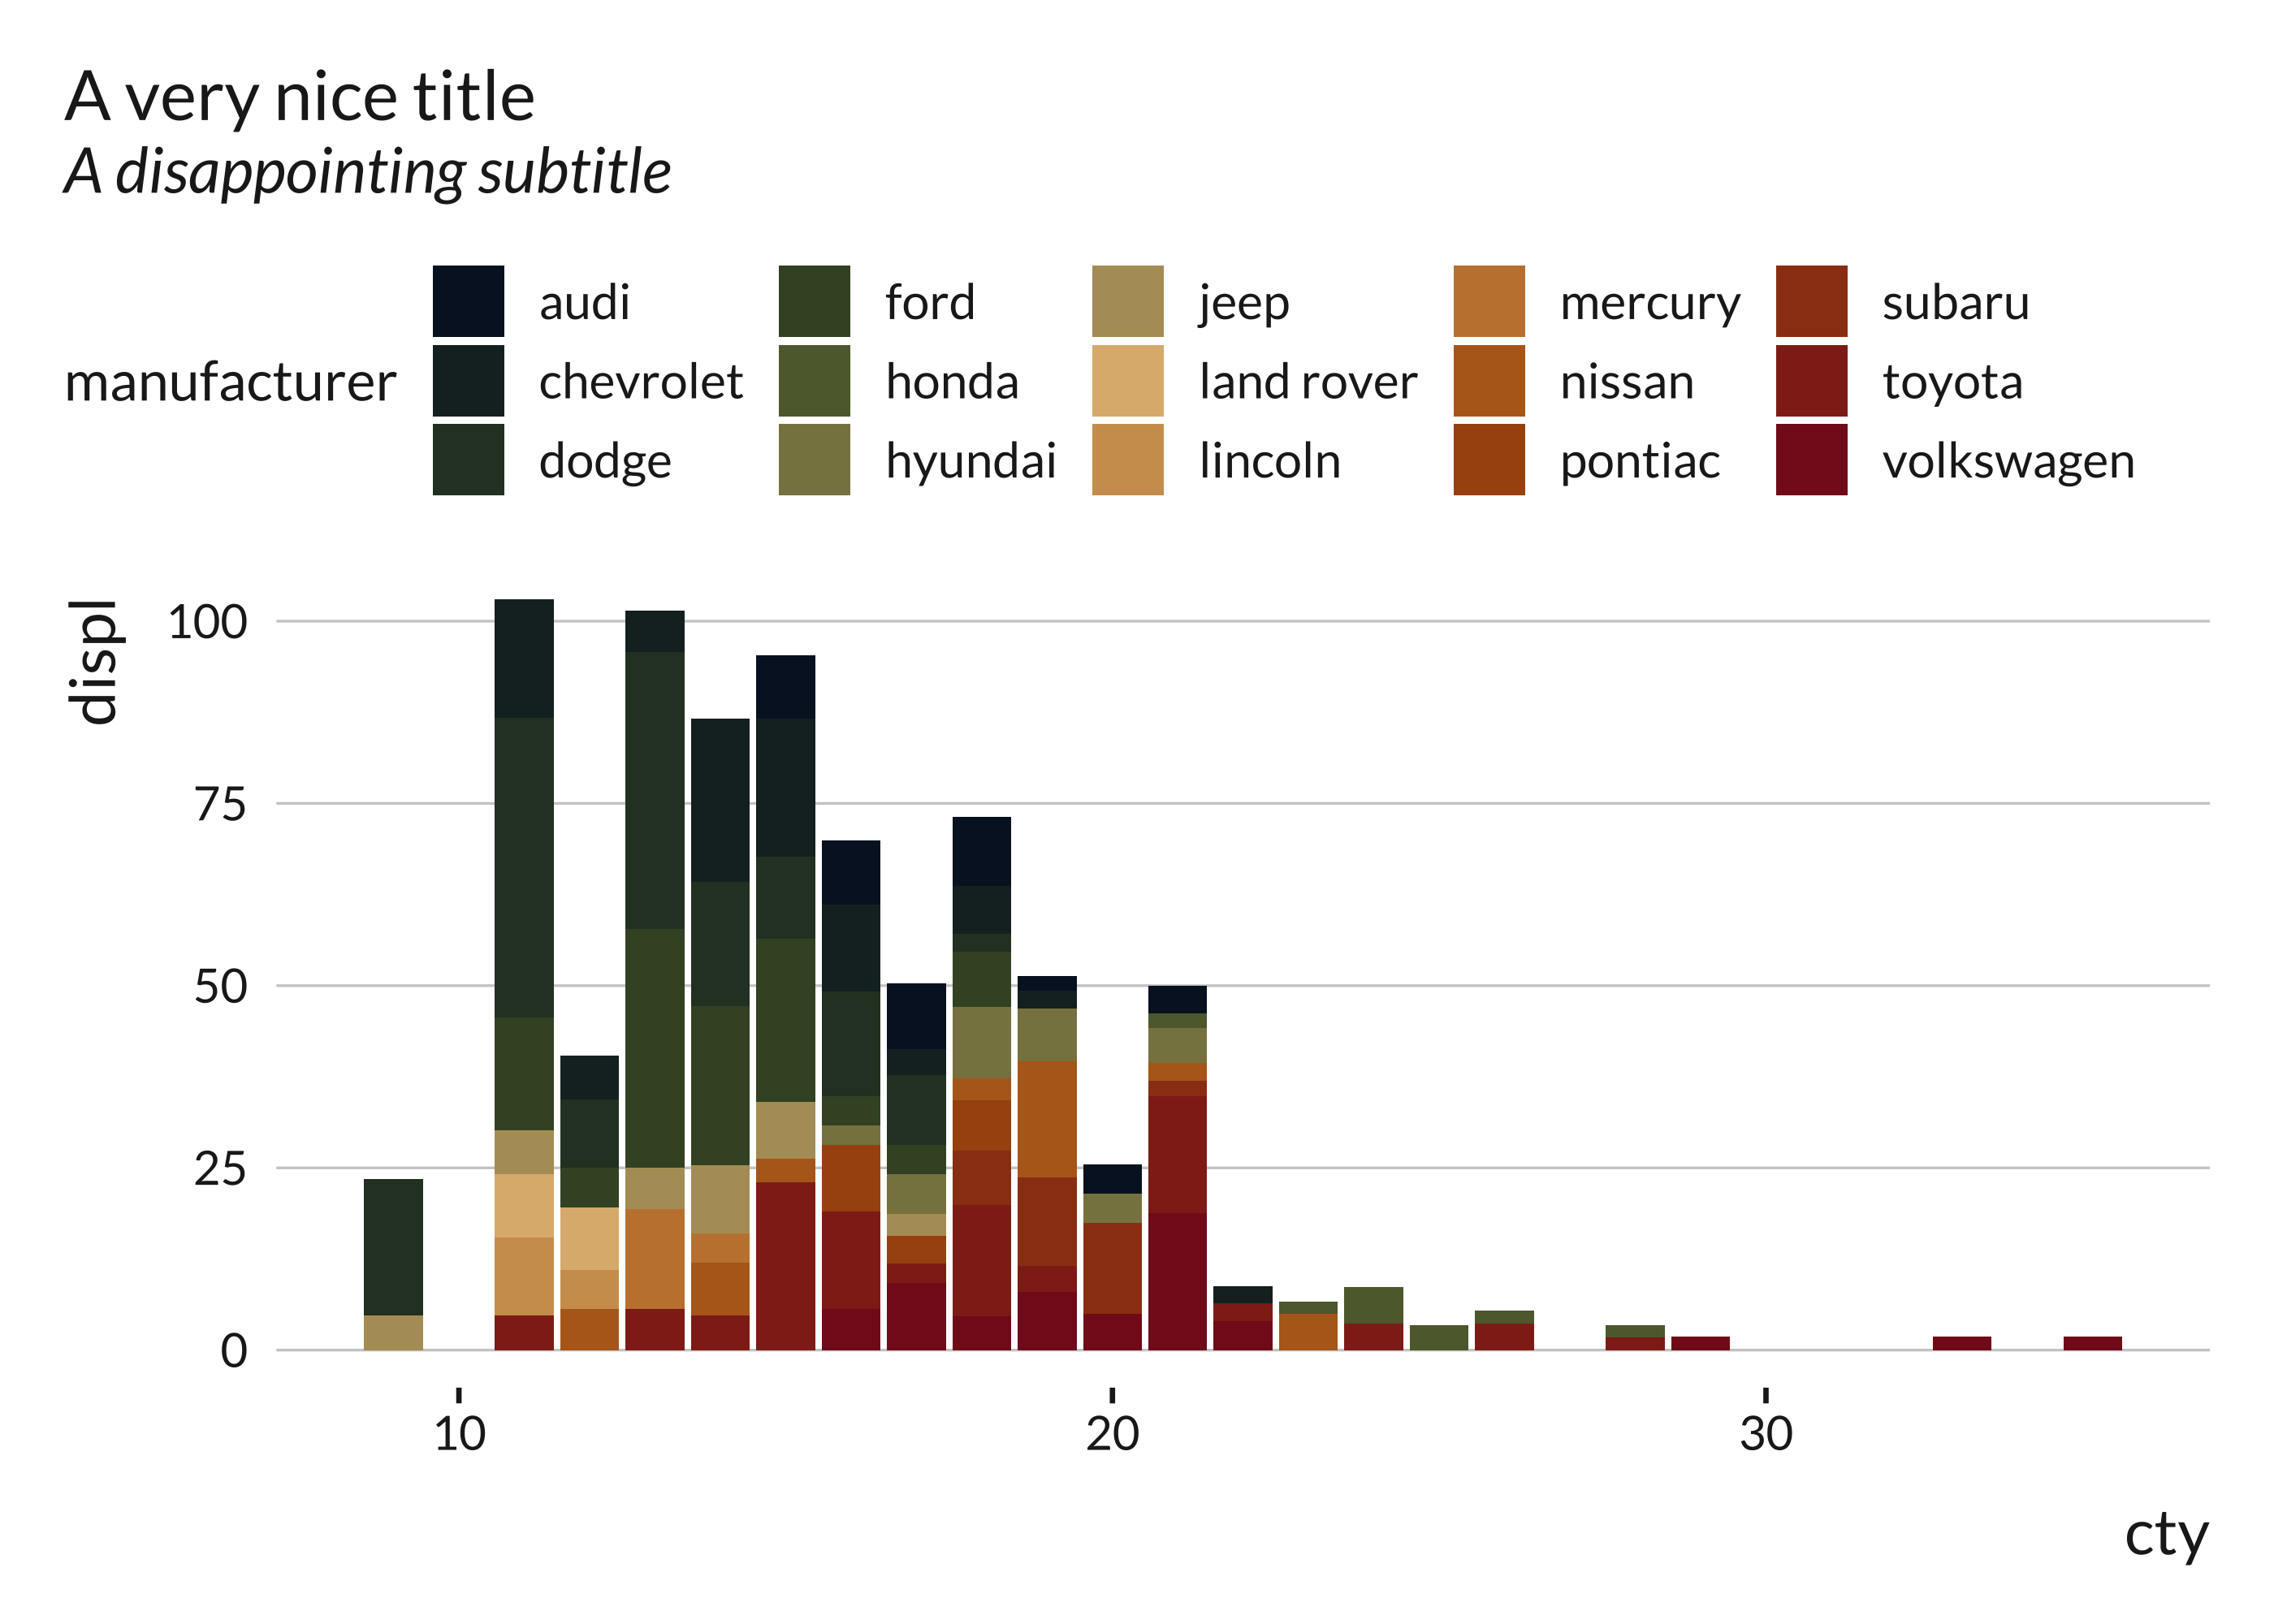 A very nice title
A disappointing subtitle
audi ford jeep mercury subaru
manufacturer chevrolet honda land rover nissan toyota
dodge hyundai lincoln pontiac volkswagen
displ
100
75
50
25
0
10 20 30
cty